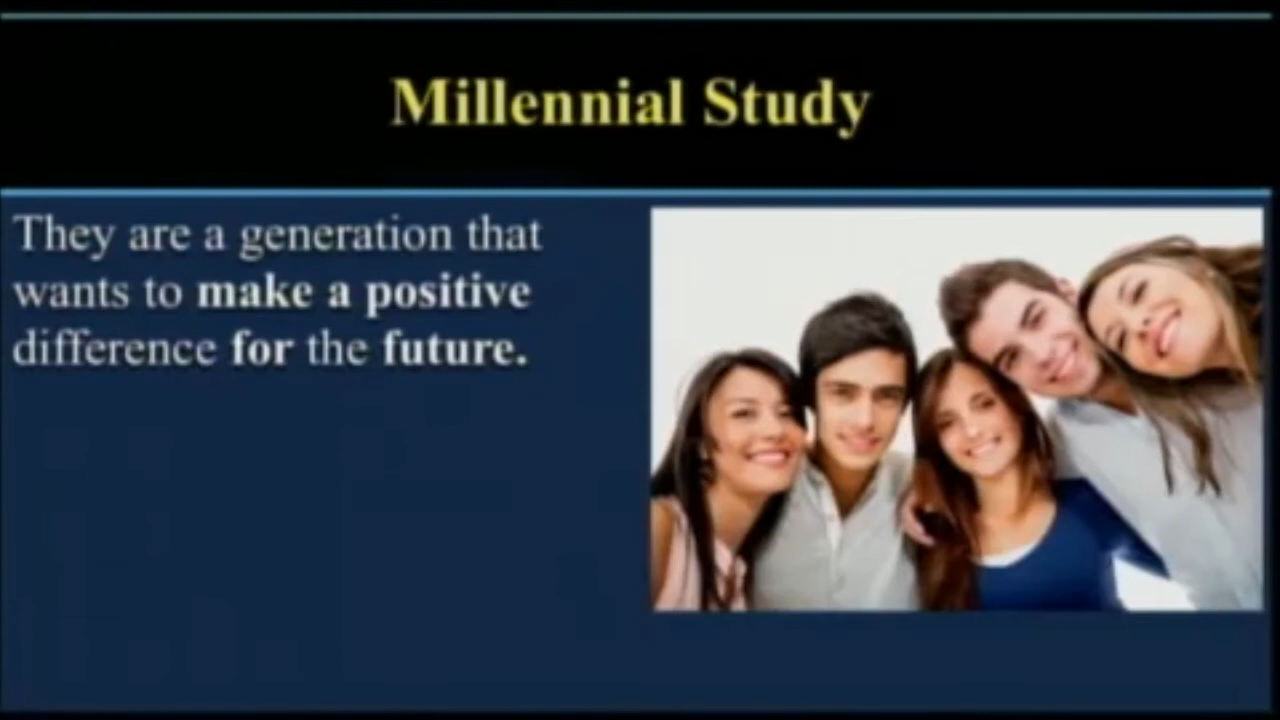 Millennial Study
They are a generation that
wants to make a positive
difference for the future.